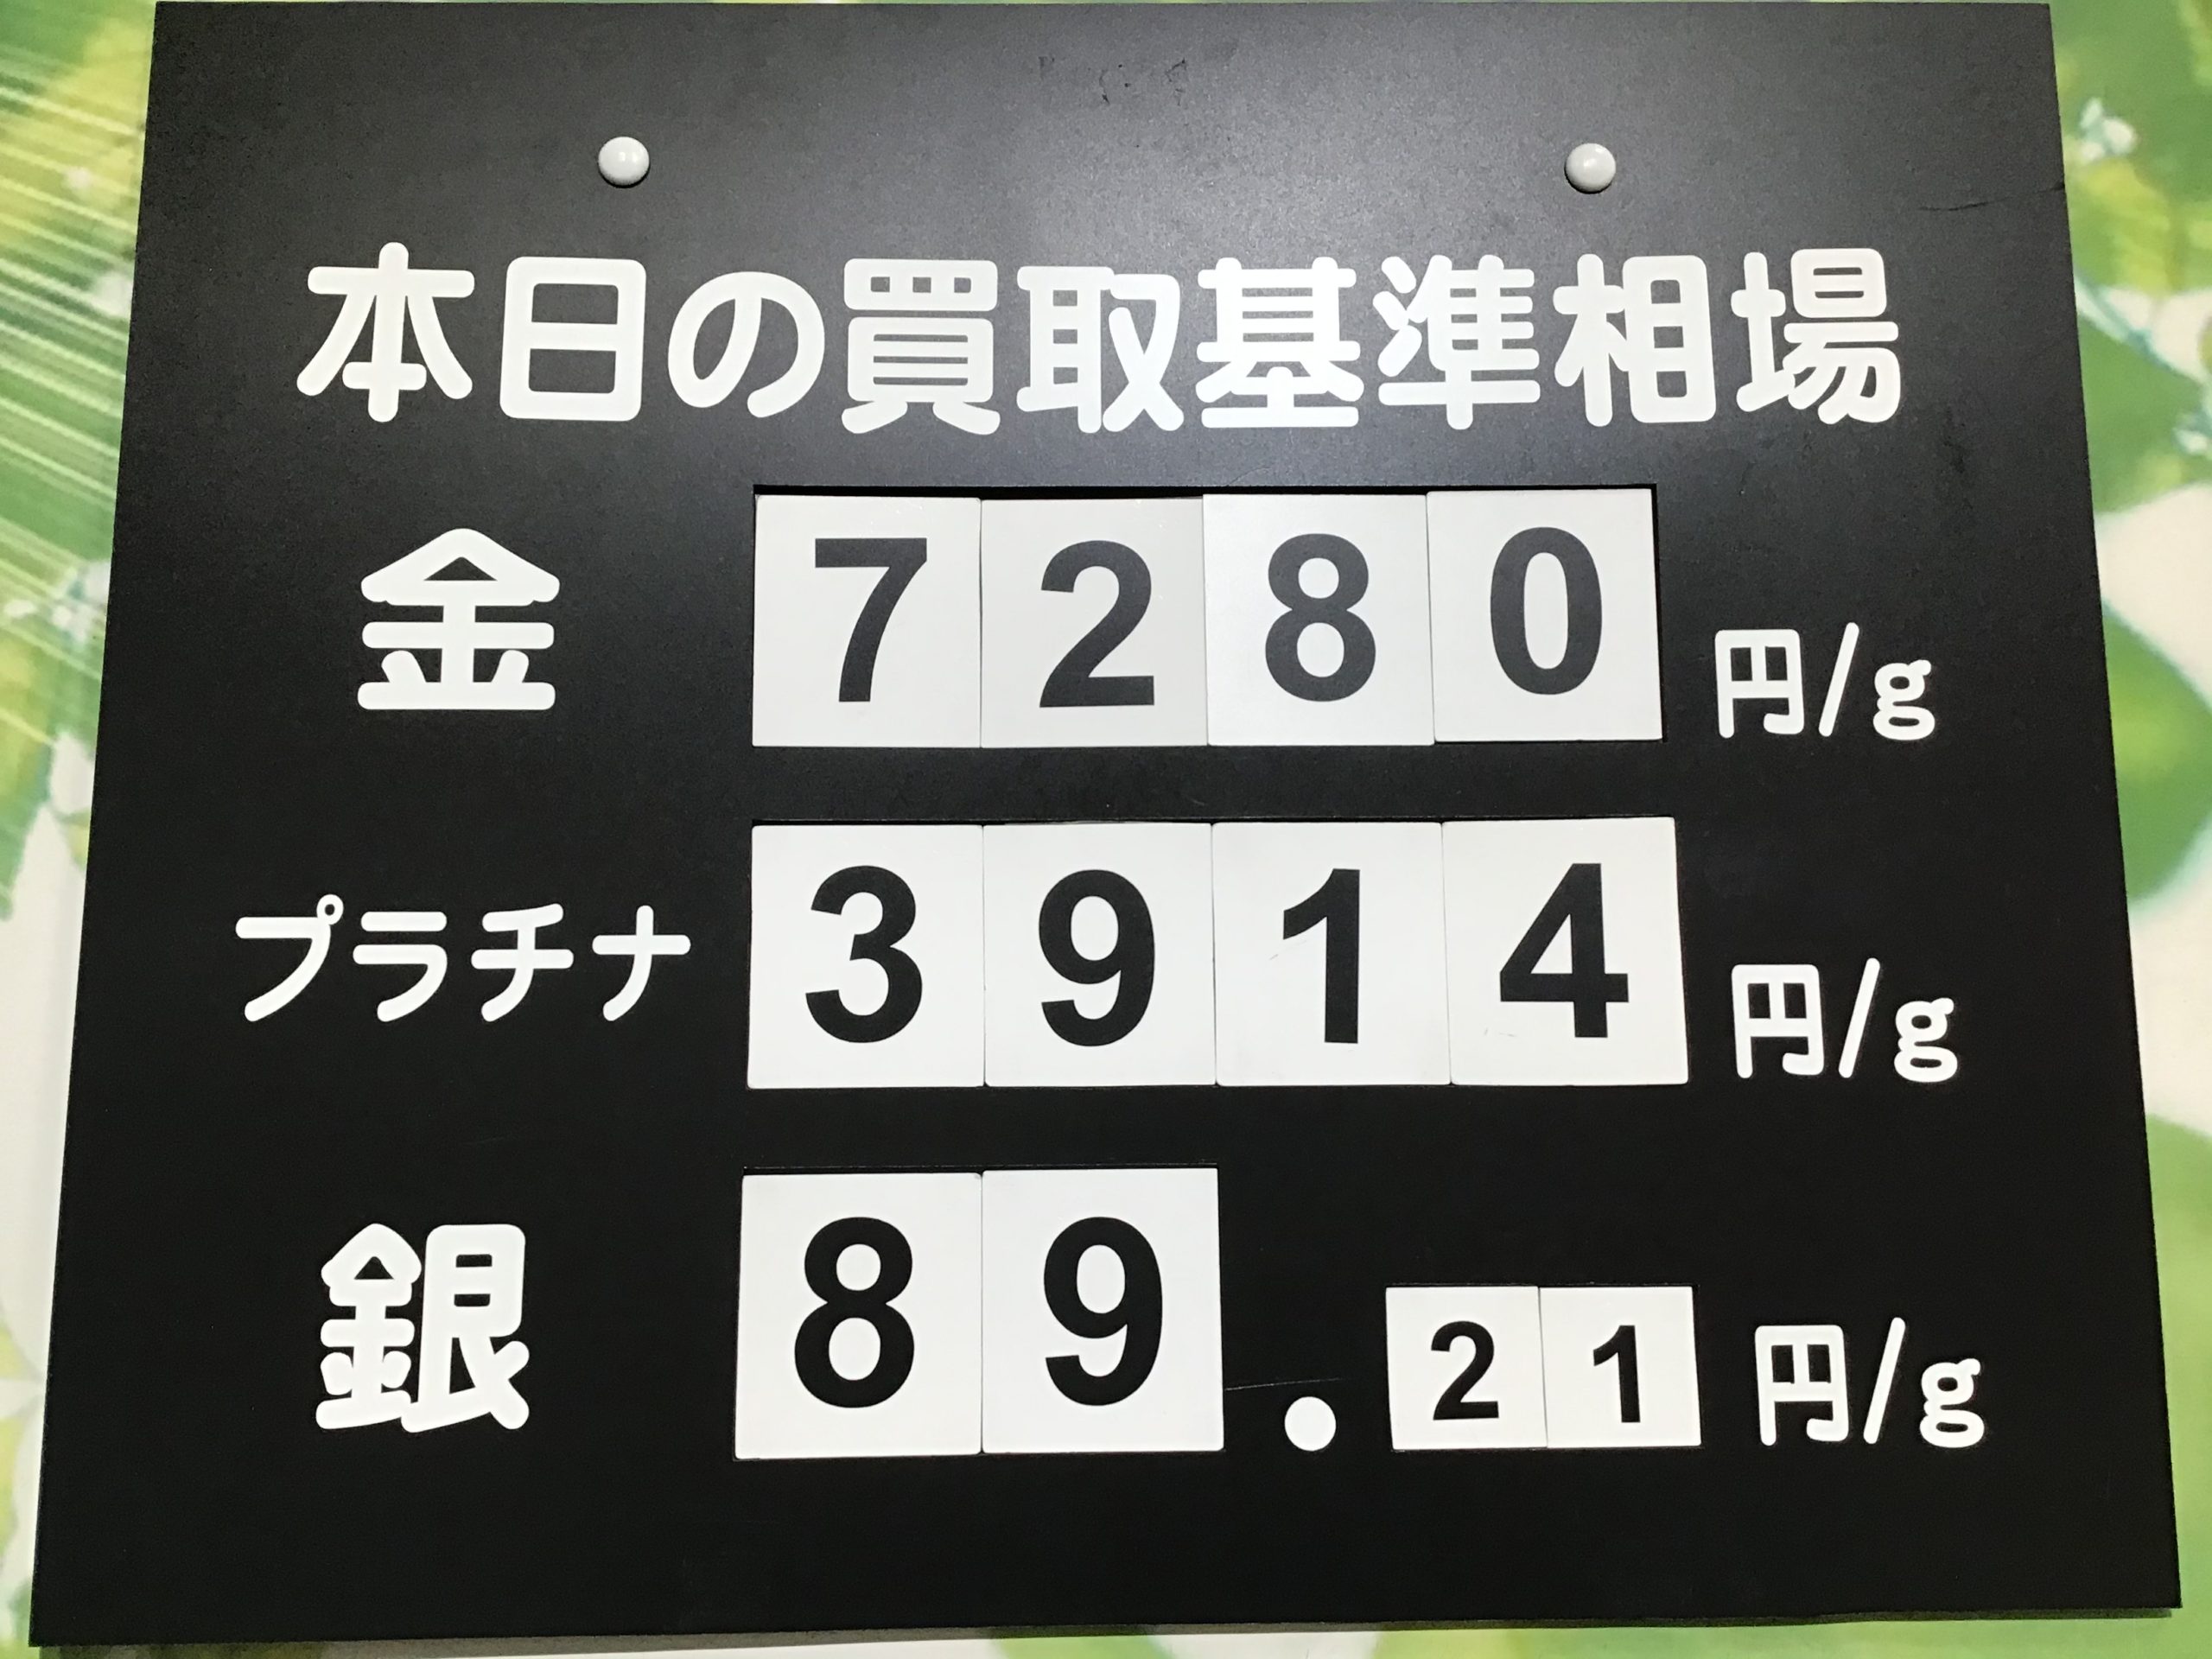 本日の買取基準相場
金 7280 円/g
プラチナ 3914 円/g
銀 89.21 円/g